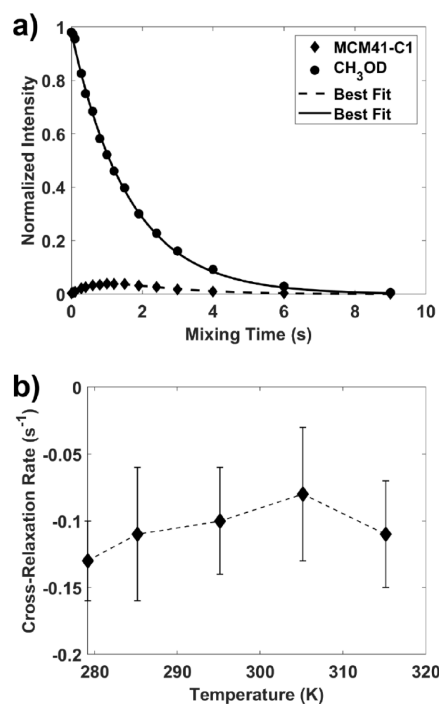 a)
Normalized Intensity
1
0.8
0.6
0.4
0.2
0
MCM41-C1
CH₃OD
Best Fit
Best Fit
0 2 4 6 8 10
Mixing Time (s)
b)
Cross-Relaxation Rate (s⁻¹)
0
-0.05
-0.1
-0.15
-0.2
280 290 300 310 320
Temperature (K)